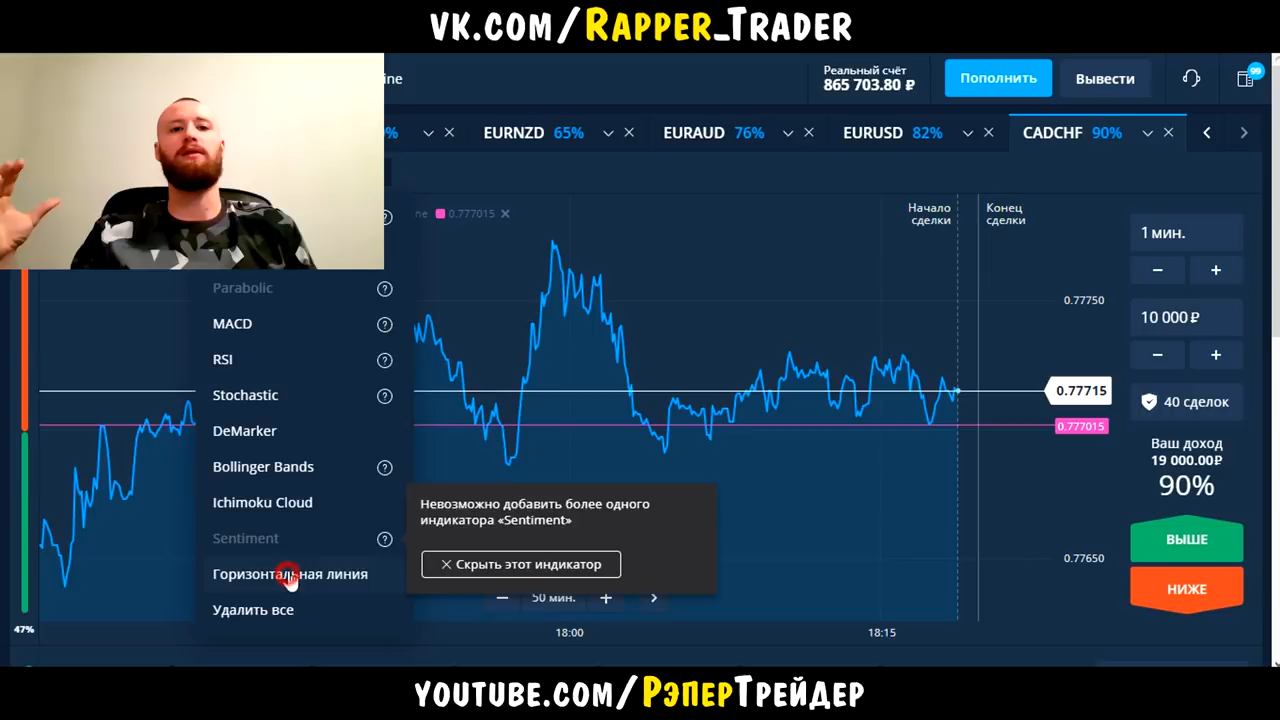 vk.com/Rapper_Trader
ine
Реальный счёт
865 703.80 ₽
Пополнить
Вывести
99
% EURNZD 65% EURAUD 76% EURUSD 82% CADCHF 90%
ne 0.777015
Начало сделки
Конец сделки
1 мин.
− +
0.77750
10 000 ₽
− +
0.77715
0.777015
40 сделок
Ваш доход
19 000.00₽
90%
ВЫШЕ
НИЖЕ
0.77650
Parabolic ?
MACD ?
RSI ?
Stochastic ?
DeMarker
Bollinger Bands ?
Ichimoku Cloud
Sentiment ?
Горизонтальная линия
Удалить все
Невозможно добавить более одного
индикатора «Sentiment»
Скрыть этот индикатор
− 50 мин. +
47%
18:00 18:15
youtube.com/РэперТрейдер